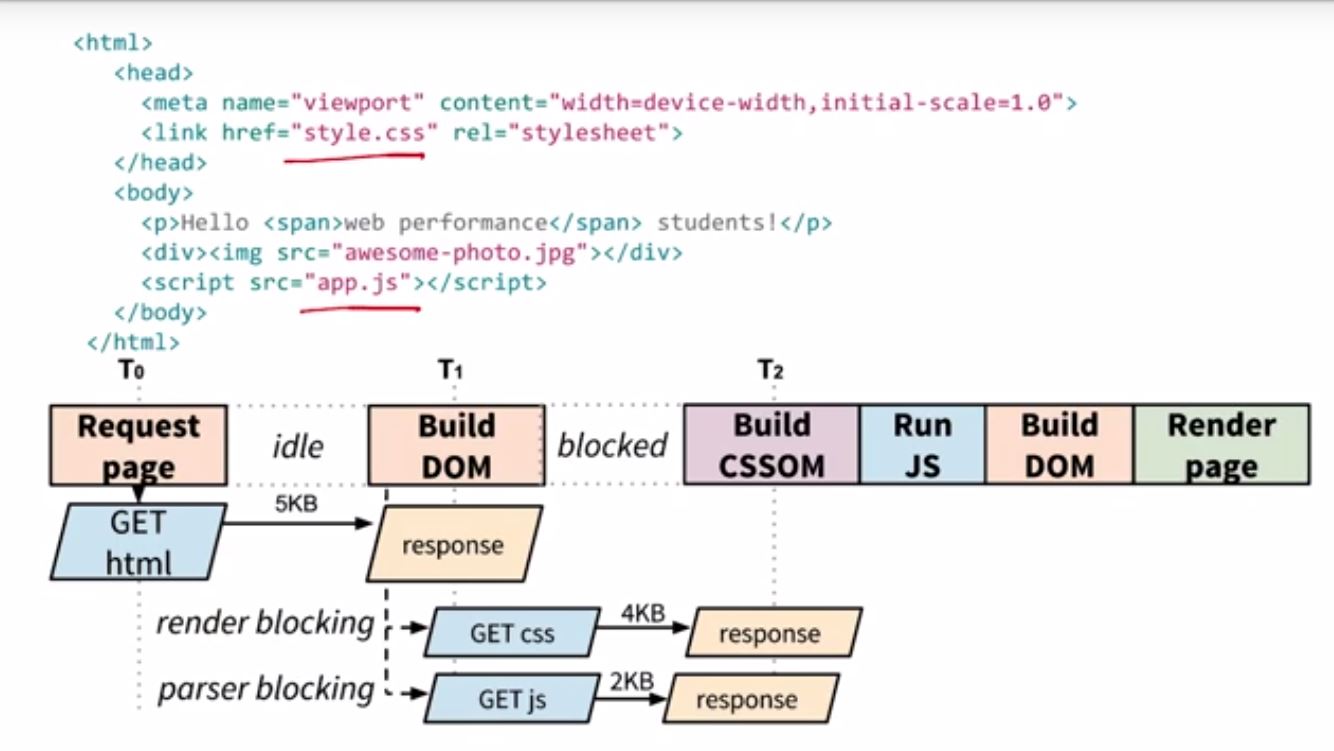 <html>
<head>
<meta name="viewport" content="width=device-width,initial-scale=1.0">
<link href="style.css" rel="stylesheet">
</head>
<body>
<p>Hello <span>web performance</span> students!</p>
<div><img src="awesome-photo.jpg"></div>
<script src="app.js"></script>
</body>
</html>
T0 T1 T2
Request page
idle
Build DOM
blocked
Build CSSOM
Run JS
Build DOM
Render page
GET html
5KB
response
render blocking
GET css
4KB
response
parser blocking
GET js
2KB
response